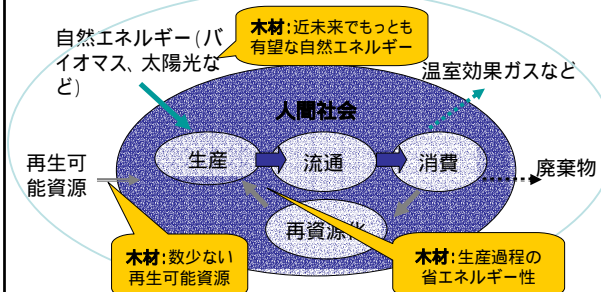 自然エネルギー(バ
イオマス、太陽光な
ど)
木材:近未来でもっとも
有望な自然エネルギー
温室効果ガスなど
人間社会
生産
流通
消費
再生可
能資源
廃棄物
再資源化
木材:数少ない
再生可能資源
木材:生産過程の
省エネルギー性